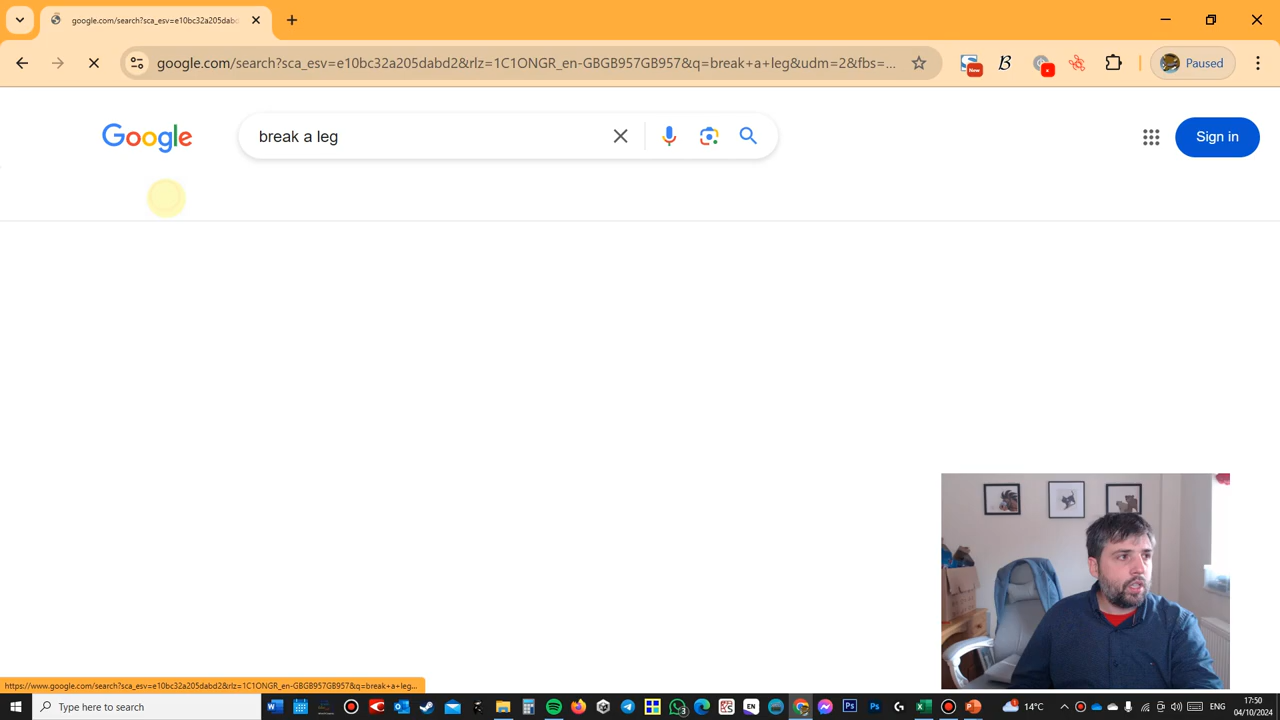 google.com/search?sca_esv=e10bc32a205dabd
google.com/search?sca_esv=e10bc32a205dabd2&rlz=1C1ONGR_en-GBGB957GB957&q=break+a+leg&udm=2&fbs=...
New
Paused
Google
break a leg
Sign in
https://www.google.com/search?sca_esv=e10bc32a205dabd2&rlz=1C1ONGR_en-GBGB957GB957&q=break+a+leg...
Type here to search
14°C
ENG
17:50
04/10/2024